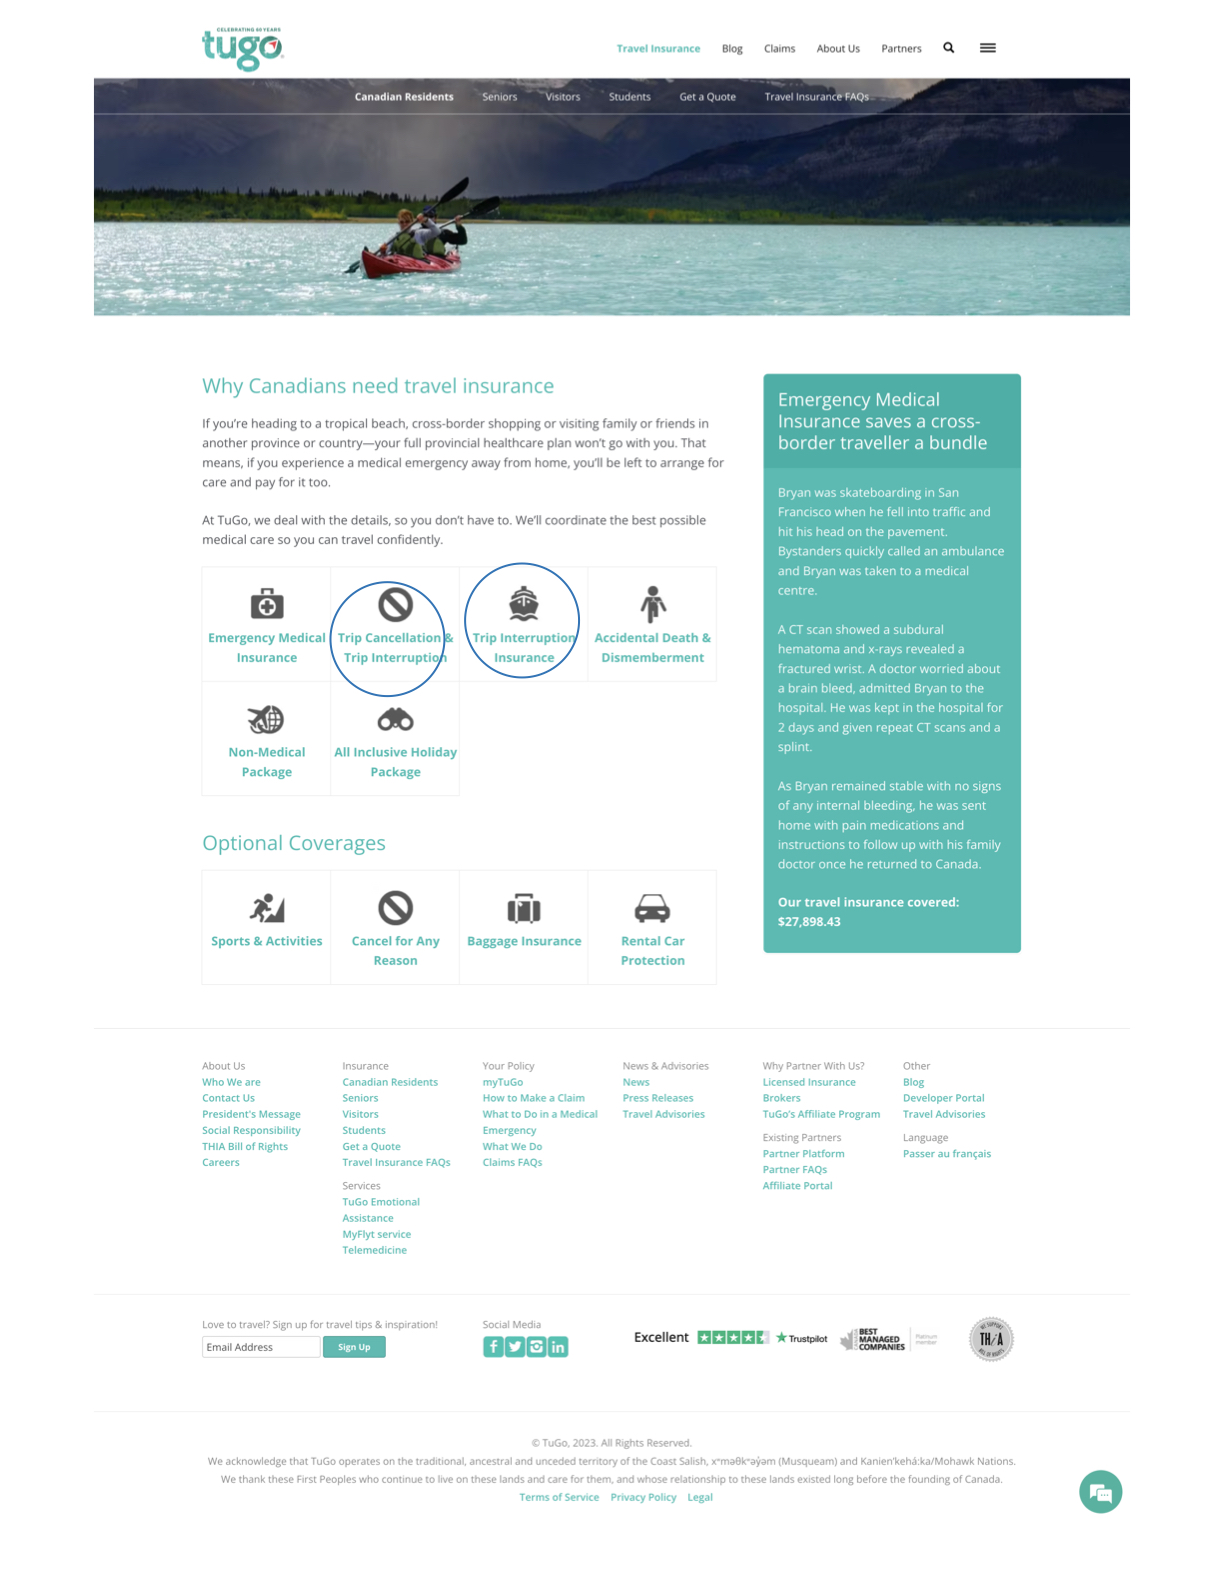 CELEBRATING 60 YEARS
tugo
Travel Insurance Blog Claims About Us Partners
Canadian Residents Seniors Visitors Students Get a Quote Travel Insurance FAQs
Why Canadians need travel insurance
If you're heading to a tropical beach, cross-border shopping or visiting family or friends in
another province or country—your full provincial healthcare plan won't go with you. That
means, if you experience a medical emergency away from home, you'll be left to arrange for
care and pay for it too.
At TuGo, we deal with the details, so you don't have to. We'll coordinate the best possible
medical care so you can travel confidently.
Emergency Medical
Insurance
Trip Cancellation &
Trip Interruption
Trip Interruption
Insurance
Accidental Death &
Dismemberment
Non-Medical
Package
All Inclusive Holiday
Package
Optional Coverages
Sports & Activities
Cancel for Any
Reason
Baggage Insurance
Rental Car
Protection
Emergency Medical
Insurance saves a cross-
border traveller a bundle
Bryan was skateboarding in San
Francisco when he fell into traffic and
hit his head on the pavement.
Bystanders quickly called an ambulance
and Bryan was taken to a medical
centre.
A CT scan showed a subdural
hematoma and x-rays revealed a
fractured wrist. A doctor worried about
a brain bleed, admitted Bryan to the
hospital. He was kept in the hospital for
2 days and given repeat CT scans and a
splint.
As Bryan remained stable with no signs
of any internal bleeding, he was sent
home with pain medications and
instructions to follow up with his family
doctor once he returned to Canada.
Our travel insurance covered:
$27,898.43
About Us
Who We are
Contact Us
President's Message
Social Responsibility
THIA Bill of Rights
Careers
Insurance
Canadian Residents
Seniors
Visitors
Students
Get a Quote
Travel Insurance FAQs
Services
TuGo Emotional
Assistance
MyFlyt service
Telemedicine
Your Policy
myTuGo
How to Make a Claim
What to Do in a Medical
Emergency
What We Do
Claims FAQs
News & Advisories
News
Press Releases
Travel Advisories
Why Partner With Us?
Licensed Insurance
Brokers
TuGo's Affiliate Program
Existing Partners
Partner Platform
Partner FAQs
Affiliate Portal
Other
Blog
Developer Portal
Travel Advisories
Language
Passer au français
Love to travel? Sign up for travel tips & inspiration!
Email Address
Sign Up
Social Media
Excellent Trustpilot
CANADA'S
BEST
MANAGED
COMPANIES
Platinum
member
WE SUPPORT
THiA
BILL OF RIGHTS
© TuGo, 2023. All Rights Reserved.
We acknowledge that TuGo operates on the traditional, ancestral and unceded territory of the Coast Salish, xʷməθkʷəy̓əm (Musqueam) and Kanien'kehá:ka/Mohawk Nations.
We thank these First Peoples who continue to live on these lands and care for them, and whose relationship to these lands existed long before the founding of Canada.
Terms of Service Privacy Policy Legal